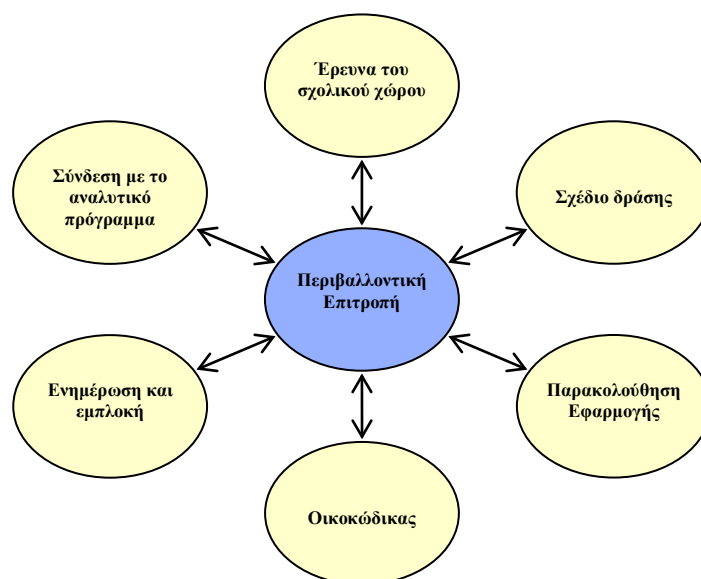 Έρευνα του
σχολικού χώρου
Σύνδεση με το
αναλυτικό
πρόγραμμα
Σχέδιο δράσης
Περιβαλλοντική
Επιτροπή
Ενημέρωση και
εμπλοκή
Παρακολούθηση
Εφαρμογής
Οικοκώδικας